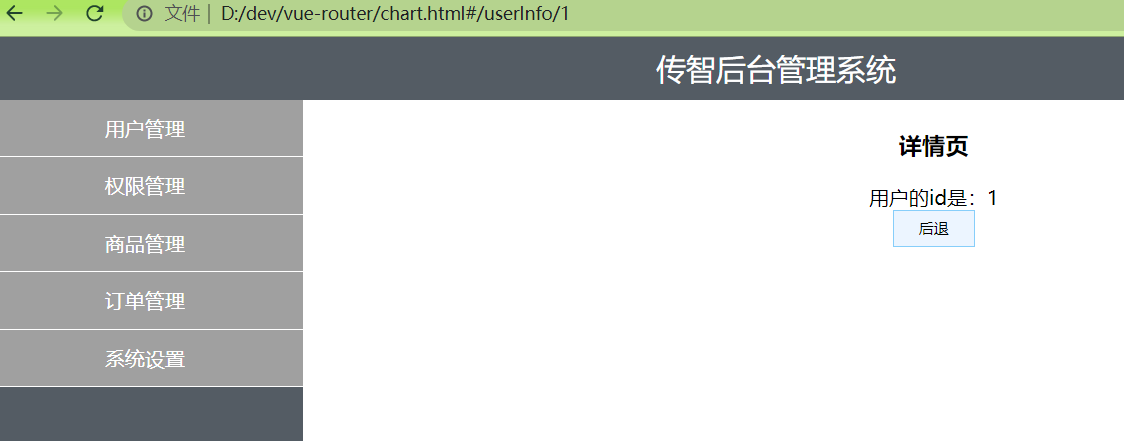 文件 | D:/dev/vue-router/chart.html#/userInfo/1
传智后台管理系统
用户管理
权限管理
商品管理
订单管理
系统设置
详情页
用户的id是：1
后退